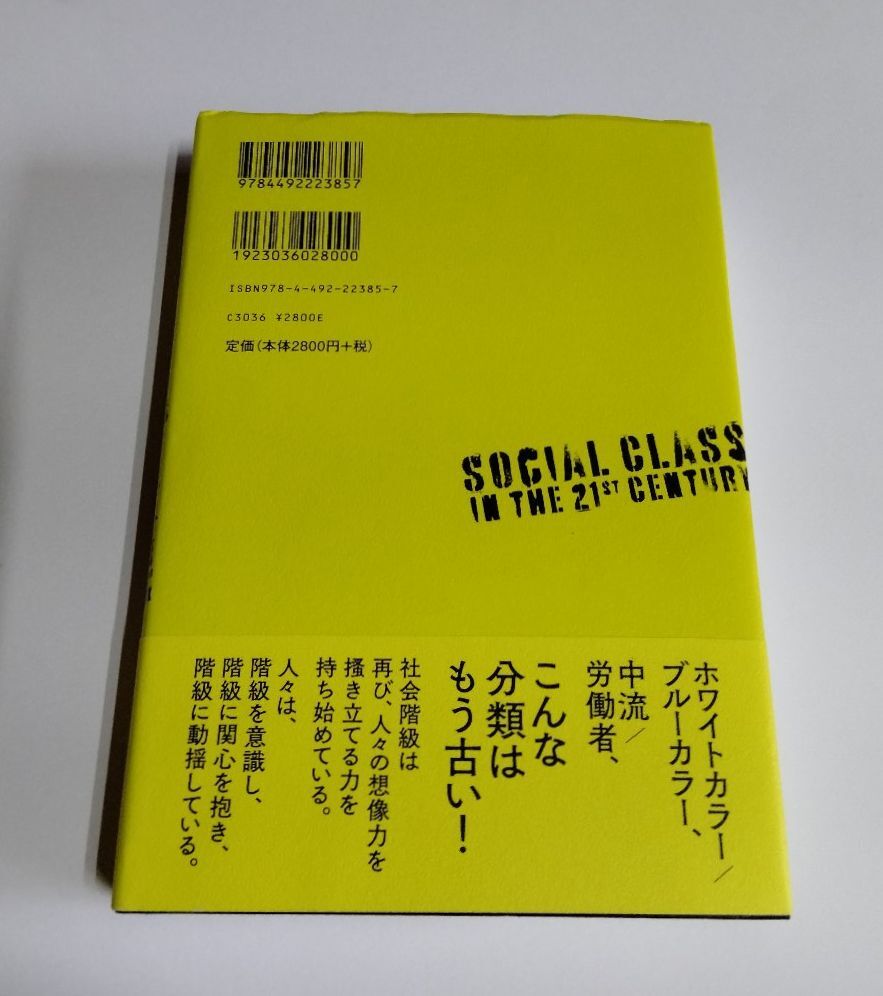 9784492223857
1923036028000
ISBN978-4-492-22385-7
C3036 ¥2800E
定価(本体2800円+税)
SOCIAL CLASS
IN THE 21ST CENTURY
ホワイトカラー/
ブルーカラー、
中流/
労働者、
こんな
分類は
もう古い!
社会階級は
再び、人々の想像力を
掻き立てる力を
持ち始めている。
人々は、
階級を意識し、
階級に関心を抱き、
階級に動揺している。